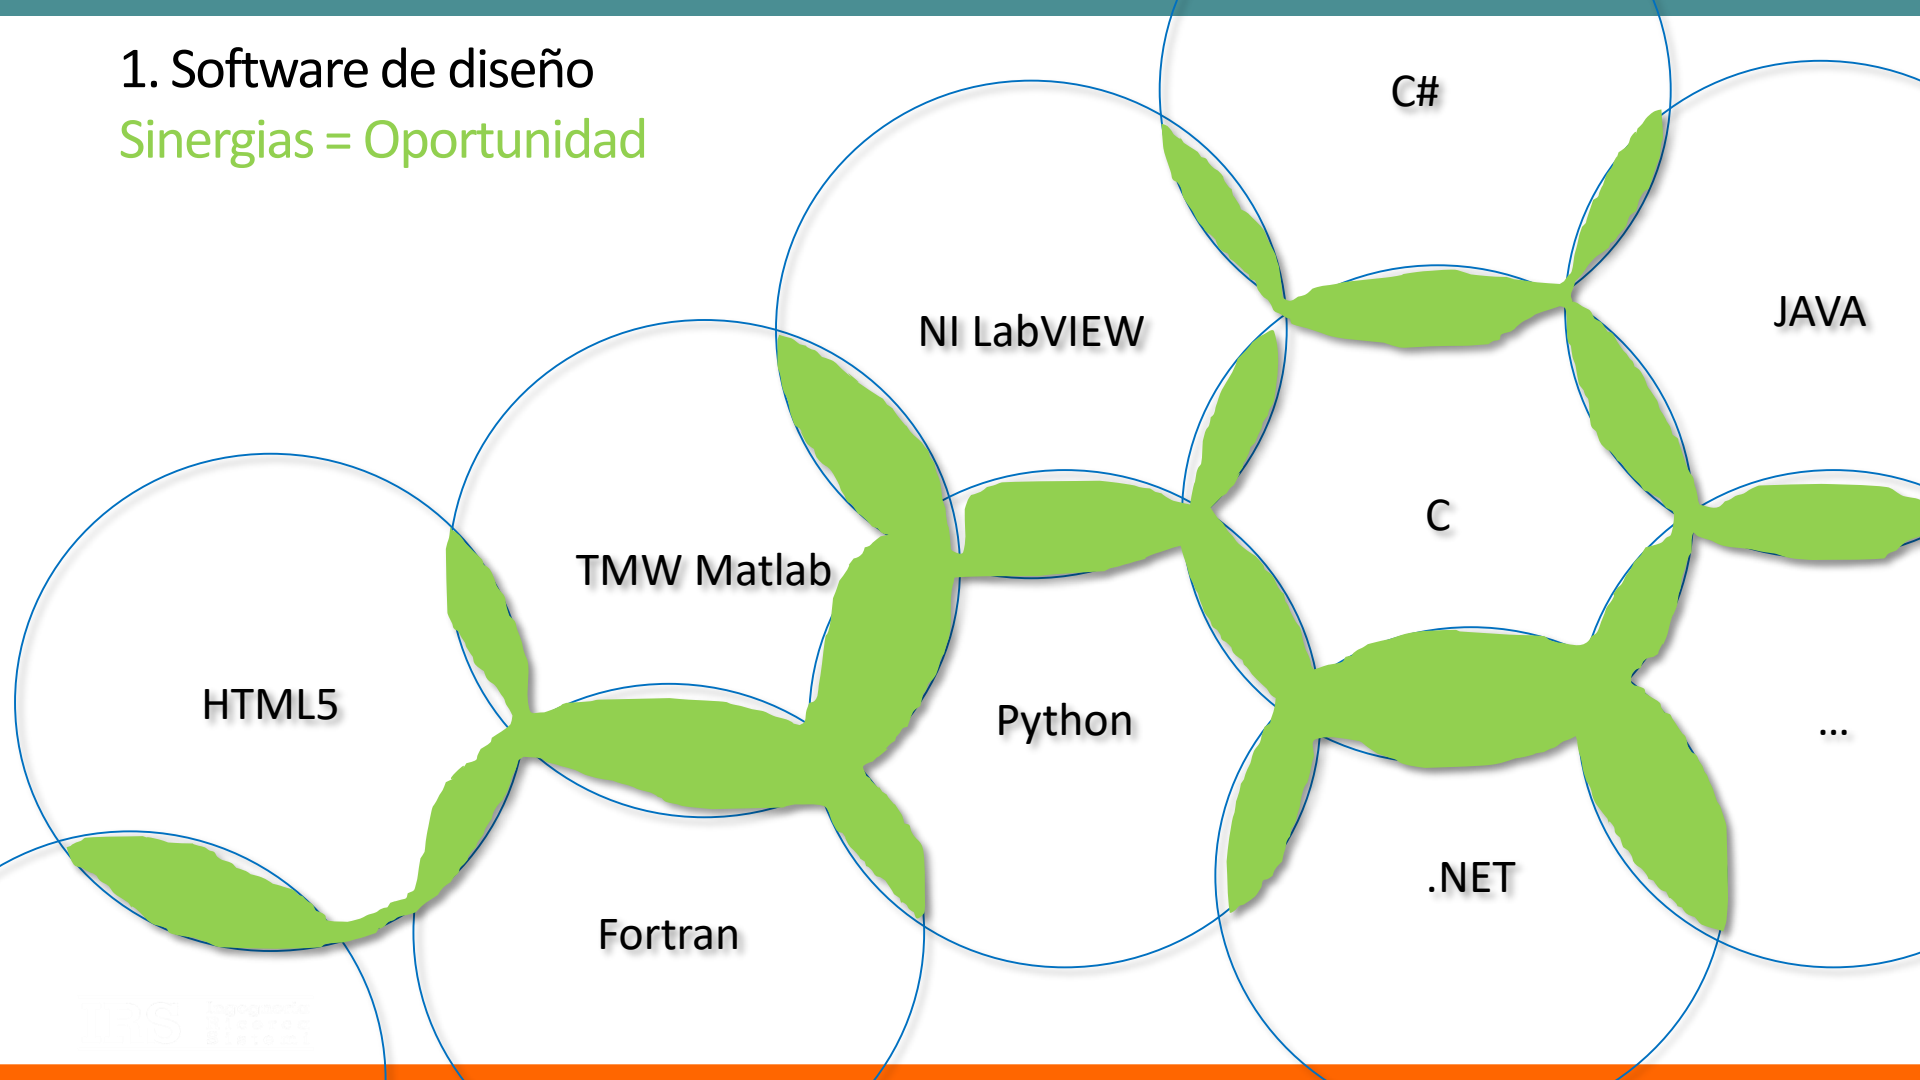 1. Software de diseño
Sinergias = Oportunidad
C#
JAVA
NI LabVIEW
C
TMW Matlab
HTML5
Python
...
.NET
Fortran